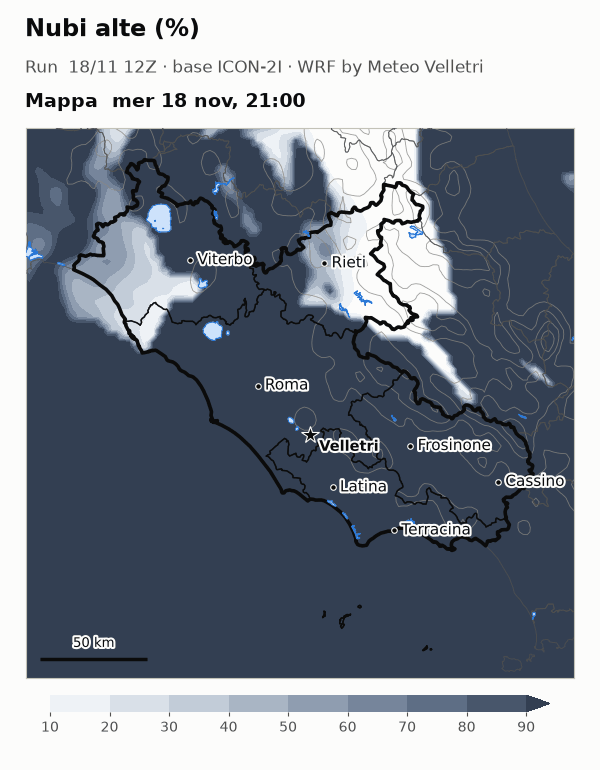 Nubi alte (%)
Run  18/11 12Z · base ICON-2I · WRF by Meteo Velletri
Mappa  mer 18 nov, 21:00
Viterbo
Rieti
Roma
Velletri
Frosinone
Latina
Cassino
Terracina
50 km
10 20 30 40 50 60 70 80 90